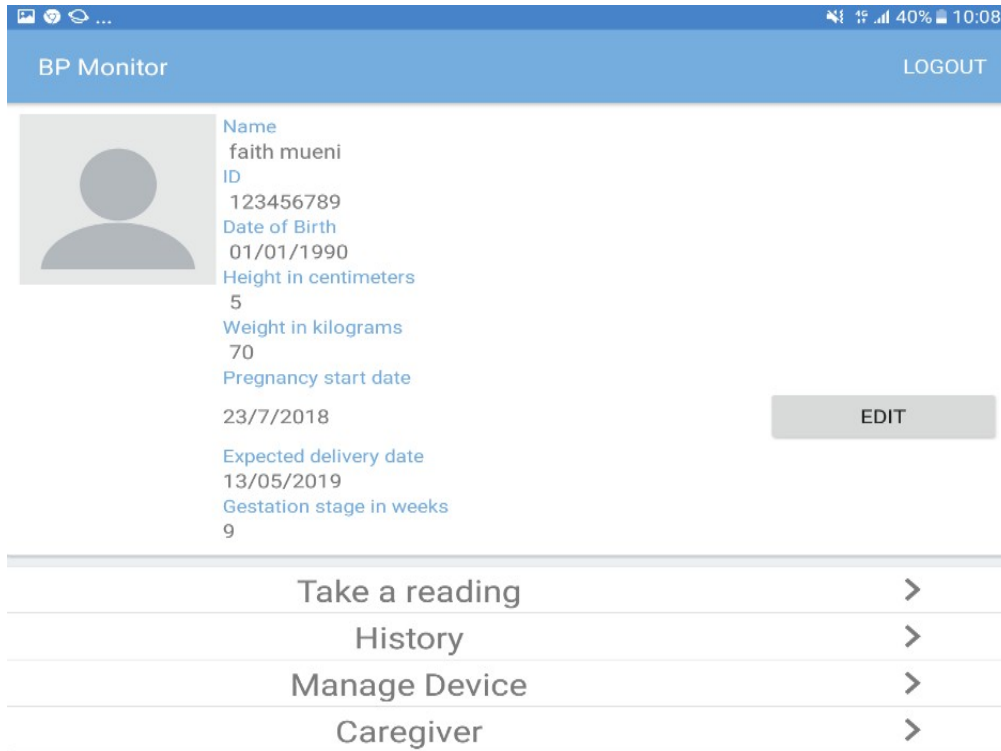 ... 4G 40% 10:08
BP Monitor LOGOUT
Name
faith mueni
ID
123456789
Date of Birth
01/01/1990
Height in centimeters
5
Weight in kilograms
70
Pregnancy start date
23/7/2018 EDIT
Expected delivery date
13/05/2019
Gestation stage in weeks
9
Take a reading
History
Manage Device
Caregiver